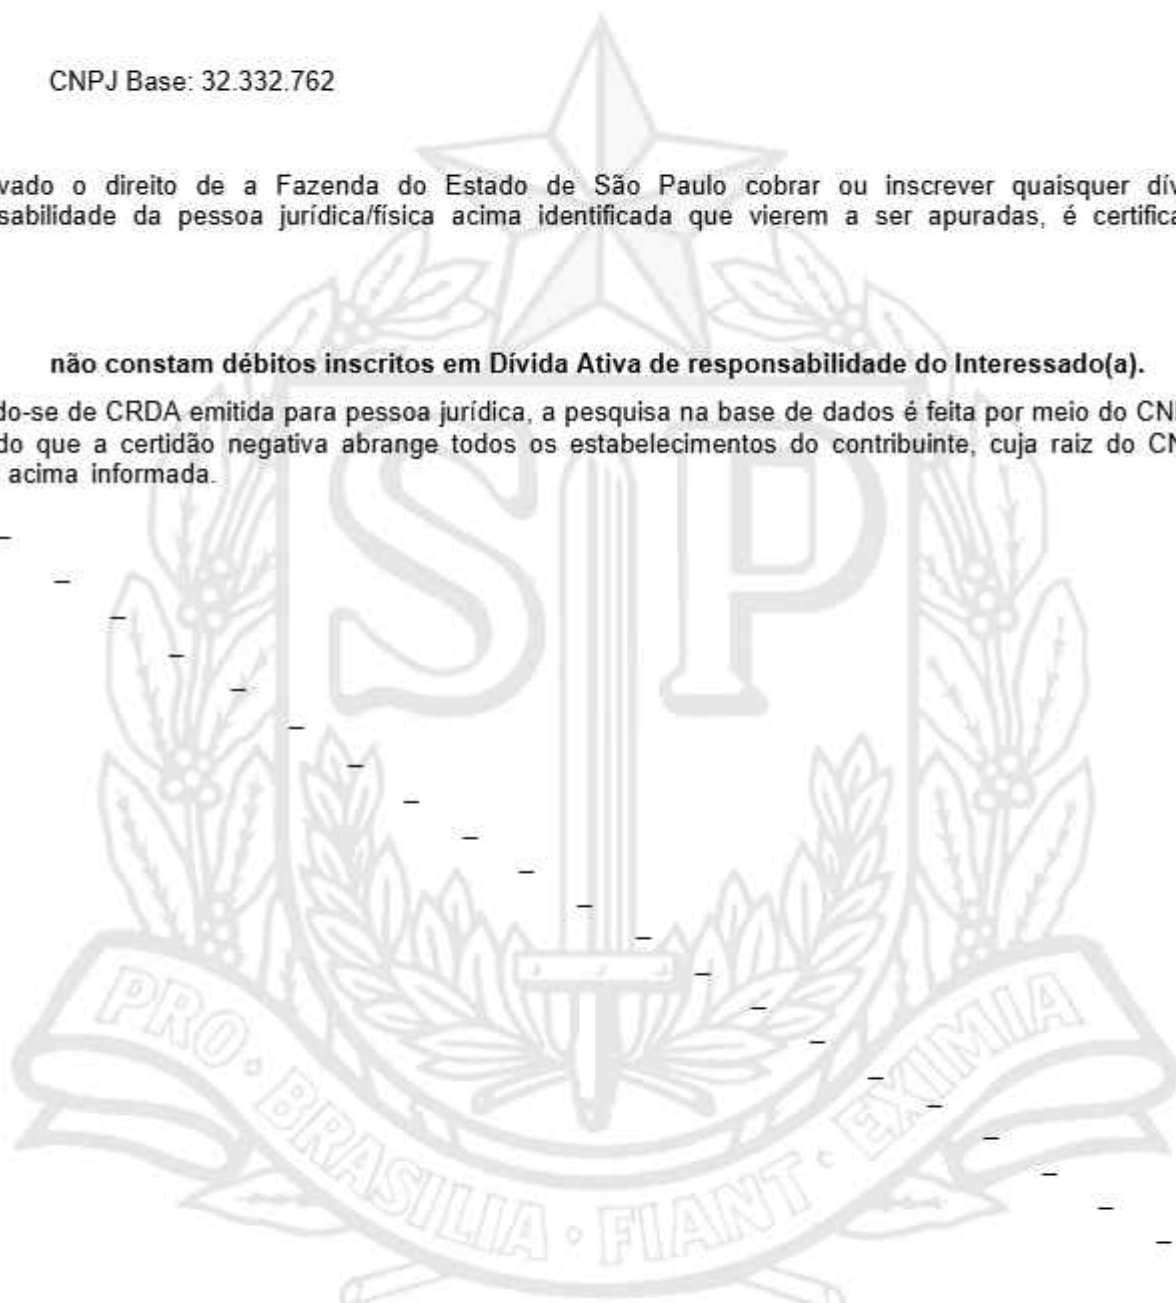 CNPJ Base: 32.332.762
vado o direito de a Fazenda do Estado de São Paulo cobrar ou inscrever quaisquer dív
sabilidade da pessoa jurídica/física acima identificada que vierem a ser apuradas, é certifica
não constam débitos inscritos em Dívida Ativa de responsabilidade do Interessado(a).
do-se de CRDA emitida para pessoa jurídica, a pesquisa na base de dados é feita por meio do CN
do que a certidão negativa abrange todos os estabelecimentos do contribuinte, cuja raiz do CN
acima informada.
SP
PRO • BRASILIA • FIANT • EXIMIA